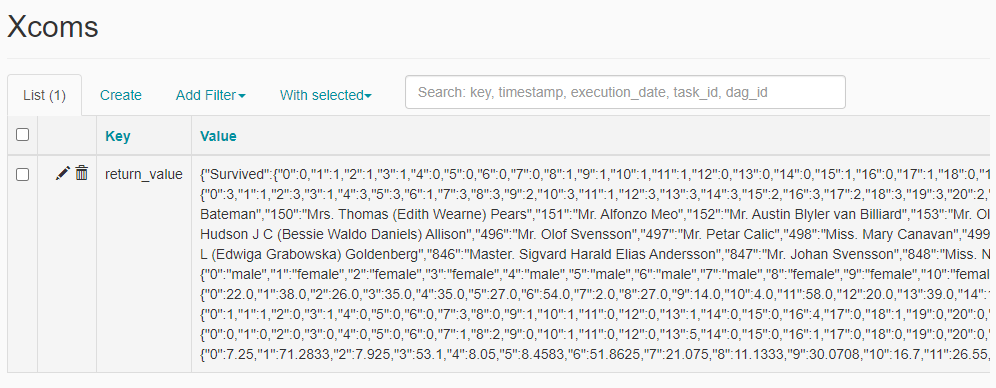 Xcoms
List (1) Create Add Filter With selected Search: key, timestamp, execution_date, task_id, dag_id
Key Value
return_value {"Survived":{"0":0,"1":1,"2":1,"3":1,"4":0,"5":0,"6":0,"7":0,"8":1,"9":1,"10":1,"11":1,"12":0,"13":0,"14":0,"15":1,"16":0,"17":1,"18":0,"1
{"0":3,"1":1,"2":3,"3":1,"4":3,"5":3,"6":1,"7":3,"8":3,"9":2,"10":3,"11":1,"12":3,"13":3,"14":3,"15":2,"16":3,"17":2,"18":3,"19":3,"20":2,
Bateman","150":"Mrs. Thomas (Edith Wearne) Pears","151":"Mr. Alfonzo Meo","152":"Mr. Austin Blyler van Billiard","153":"Mr. Ol
Hudson J C (Bessie Waldo Daniels) Allison","496":"Mr. Olof Svensson","497":"Mr. Petar Calic","498":"Miss. Mary Canavan","499
L (Edwiga Grabowska) Goldenberg","846":"Master. Sigvard Harald Elias Andersson","847":"Mr. Johan Svensson","848":"Miss. N
{"0":"male","1":"female","2":"female","3":"female","4":"male","5":"male","6":"male","7":"male","8":"female","9":"female","10":"fema
{"0":22.0,"1":38.0,"2":26.0,"3":35.0,"4":35.0,"5":27.0,"6":54.0,"7":2.0,"8":27.0,"9":14.0,"10":4.0,"11":58.0,"12":20.0,"13":39.0,"14":1
{"0":1,"1":1,"2":0,"3":1,"4":0,"5":0,"6":0,"7":3,"8":0,"9":1,"10":1,"11":0,"12":0,"13":1,"14":0,"15":0,"16":4,"17":0,"18":1,"19":0,"20":0,
{"0":0,"1":0,"2":0,"3":0,"4":0,"5":0,"6":0,"7":1,"8":2,"9":0,"10":1,"11":0,"12":0,"13":5,"14":0,"15":0,"16":1,"17":0,"18":0,"19":0,"20":0,
{"0":7.25,"1":71.2833,"2":7.925,"3":53.1,"4":8.05,"5":8.4583,"6":51.8625,"7":21.075,"8":11.1333,"9":30.0708,"10":16.7,"11":26.55,